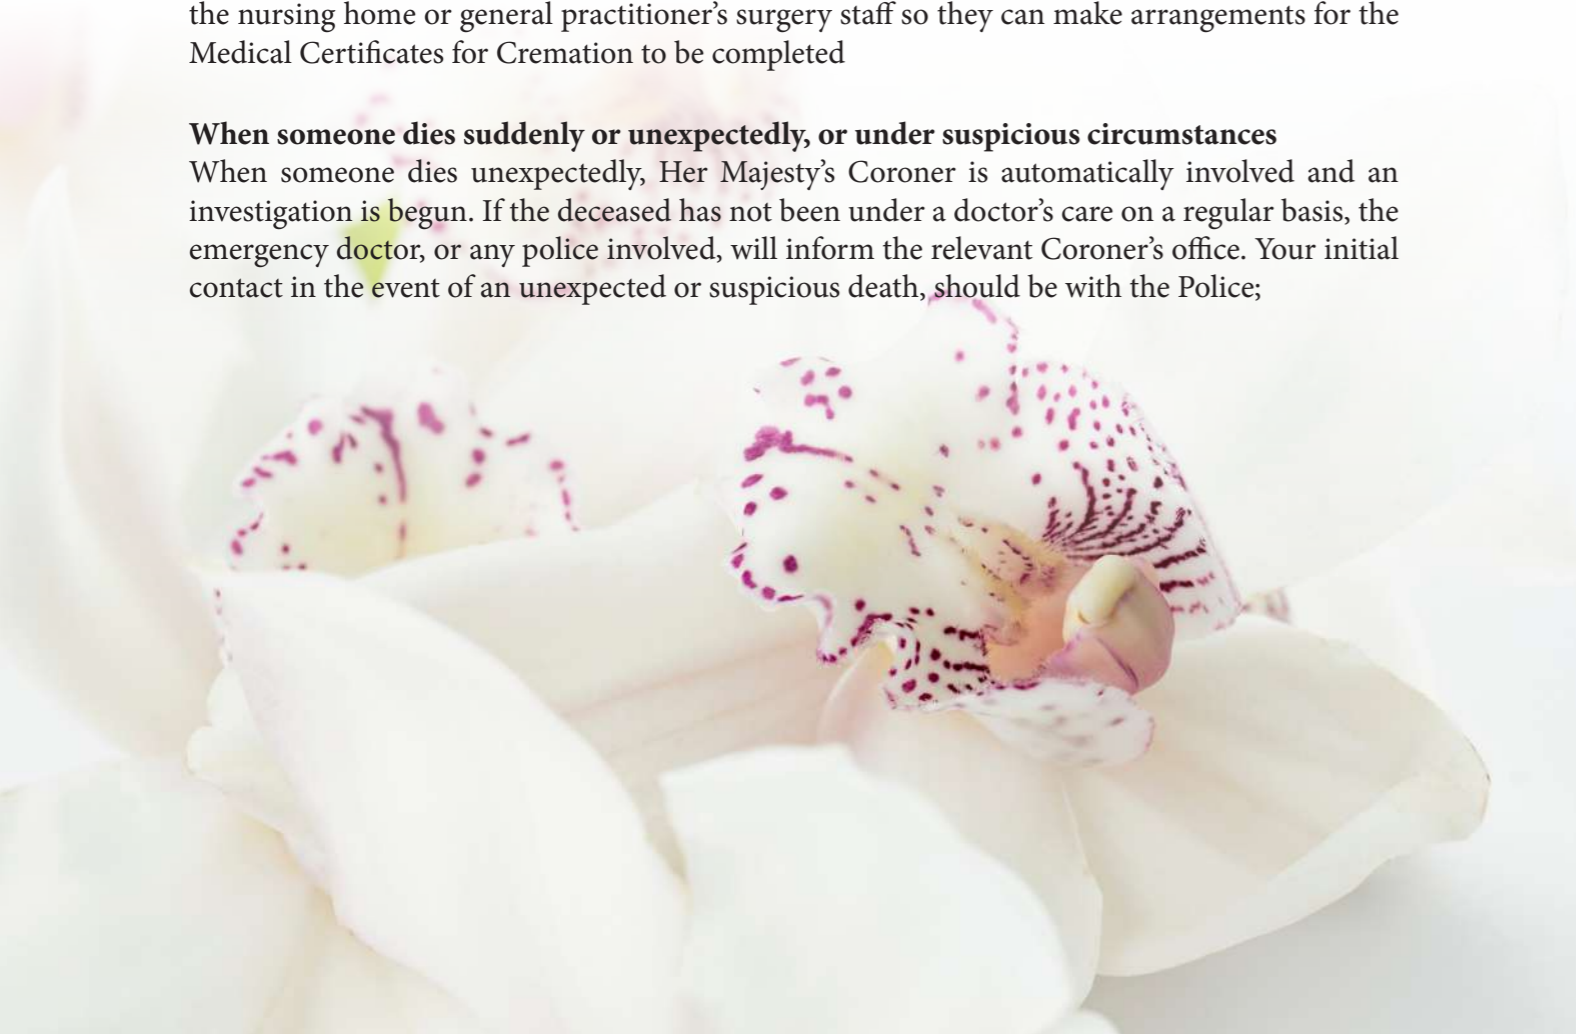 the nursing home or general practitioner’s surgery staff so they can make arrangements for the
Medical Certificates for Cremation to be completed
When someone dies suddenly or unexpectedly, or under suspicious circumstances
When someone dies unexpectedly, Her Majesty’s Coroner is automatically involved and an
investigation is begun. If the deceased has not been under a doctor’s care on a regular basis, the
emergency doctor, or any police involved, will inform the relevant Coroner’s office. Your initial
contact in the event of an unexpected or suspicious death, should be with the Police;